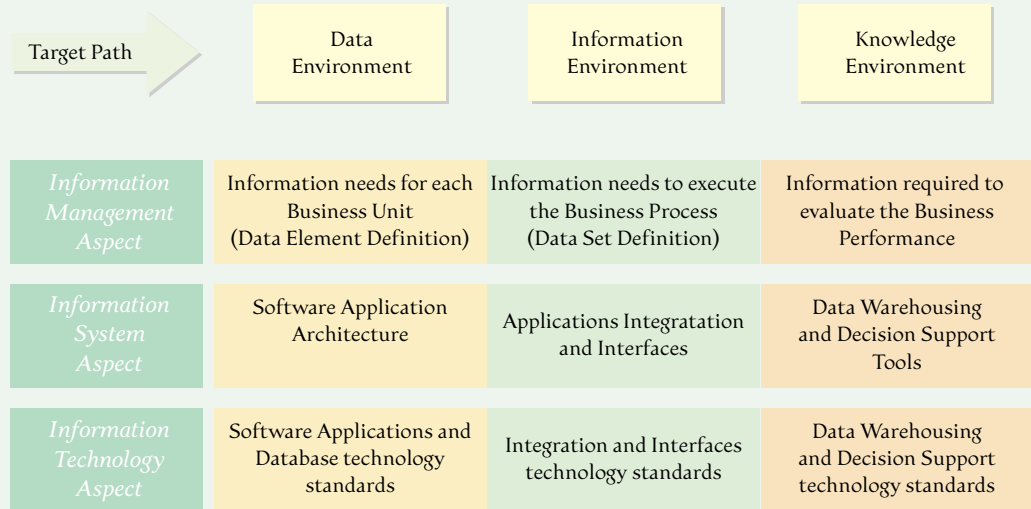 Target Path
Data
Environment
Information
Environment
Knowledge
Environment
Information
Management
Aspect
Information needs for each
Business Unit
(Data Element Definition)
Information needs to execute
the Business Process
(Data Set Definition)
Information required to
evaluate the Business
Performance
Information
System
Aspect
Software Application
Architecture
Applications Integratation
and Interfaces
Data Warehousing
and Decision Support
Tools
Information
Technology
Aspect
Software Applications and
Database technology
standards
Integration and Interfaces
technology standards
Data Warehousing
and Decision Support
technology standards